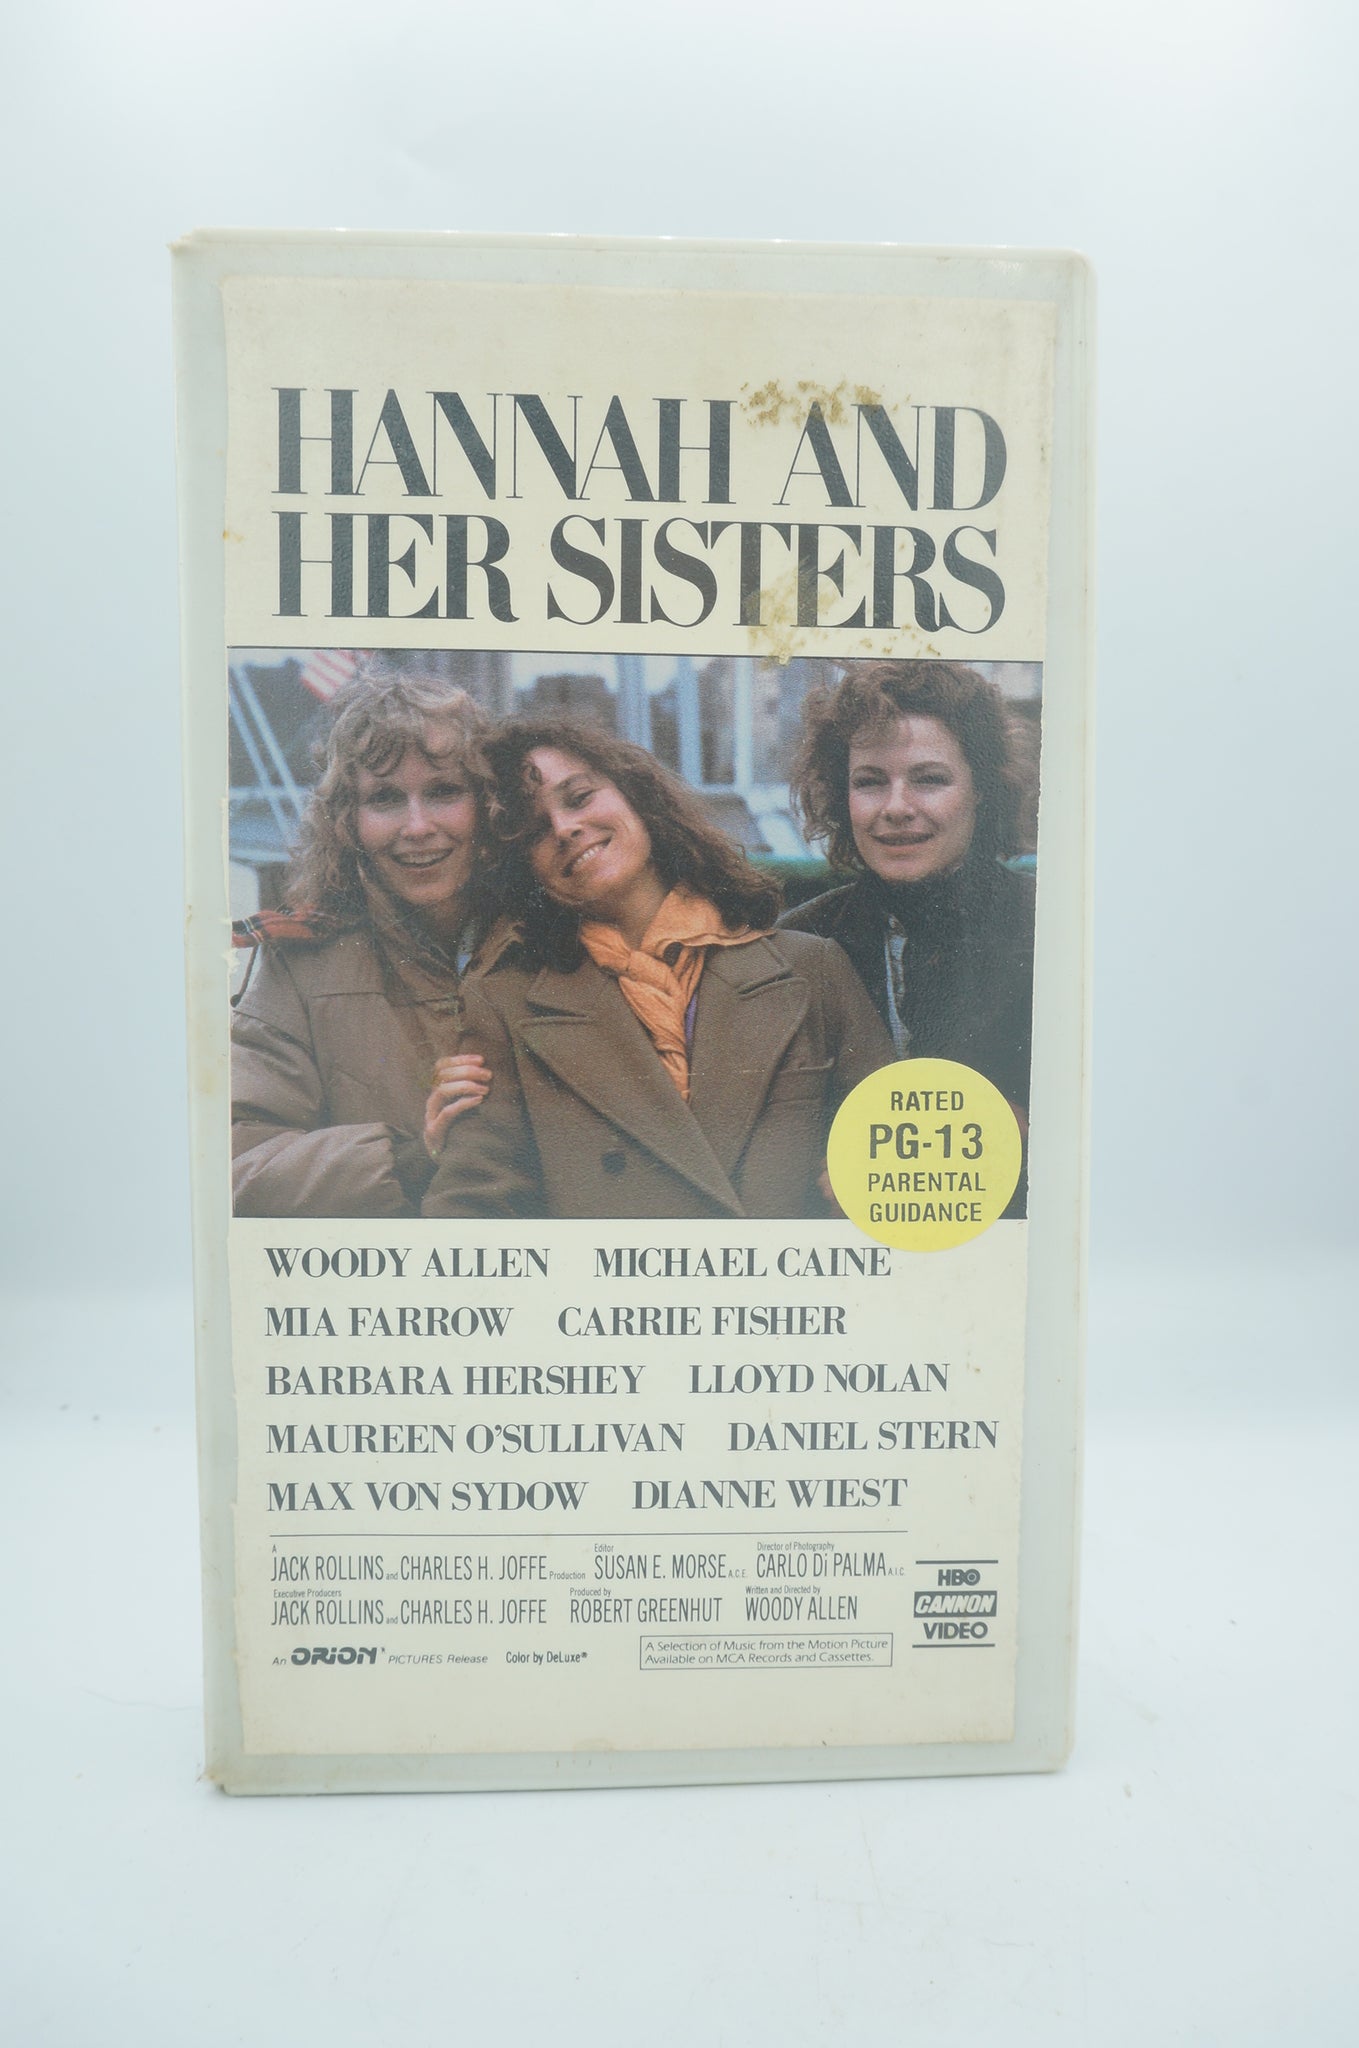 HANNAH AND
HER SISTERS
RATED
PG-13
PARENTAL
GUIDANCE
WOODY ALLEN MICHAEL CAINE
MIA FARROW CARRIE FISHER
BARBARA HERSHEY LLOYD NOLAN
MAUREEN O'SULLIVAN DANIEL STERN
MAX VON SYDOW DIANNE WIEST
A JACK ROLLINS and CHARLES H. JOFFE Production Editor SUSAN E. MORSE A.C.E. Director of Photography CARLO Di PALMA A.I.C.
Executive Producers JACK ROLLINS and CHARLES H. JOFFE Produced by ROBERT GREENHUT Written and Directed by WOODY ALLEN
An ORION PICTURES Release Color by DeLuxe®
A Selection of Music from the Motion Picture
Available on MCA Records and Cassettes.
HBO
CANNON
VIDEO